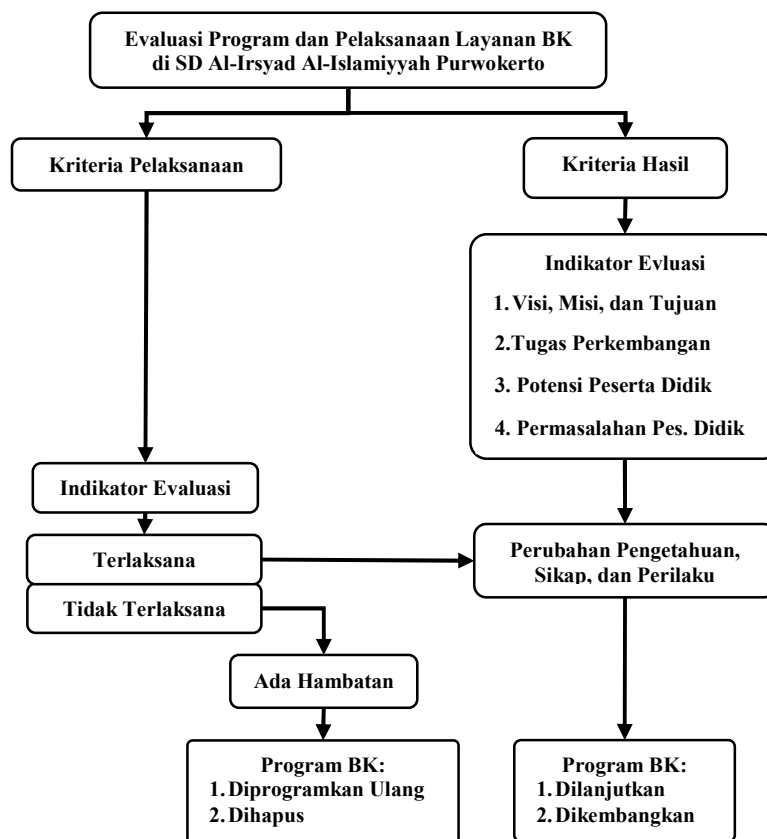 Evaluasi Program dan Pelaksanaan Layanan BK
di SD Al-Irsyad Al-Islamiyyah Purwokerto
Kriteria Pelaksanaan
Kriteria Hasil
Indikator Evluasi
1. Visi, Misi, dan Tujuan
2. Tugas Perkembangan
3. Potensi Peserta Didik
4. Permasalahan Pes. Didik
Indikator Evaluasi
Terlaksana
Tidak Terlaksana
Perubahan Pengetahuan,
Sikap, dan Perilaku
Ada Hambatan
Program BK:
1. Diprogramkan Ulang
2. Dihapus
Program BK:
1. Dilanjutkan
2. Dikembangkan